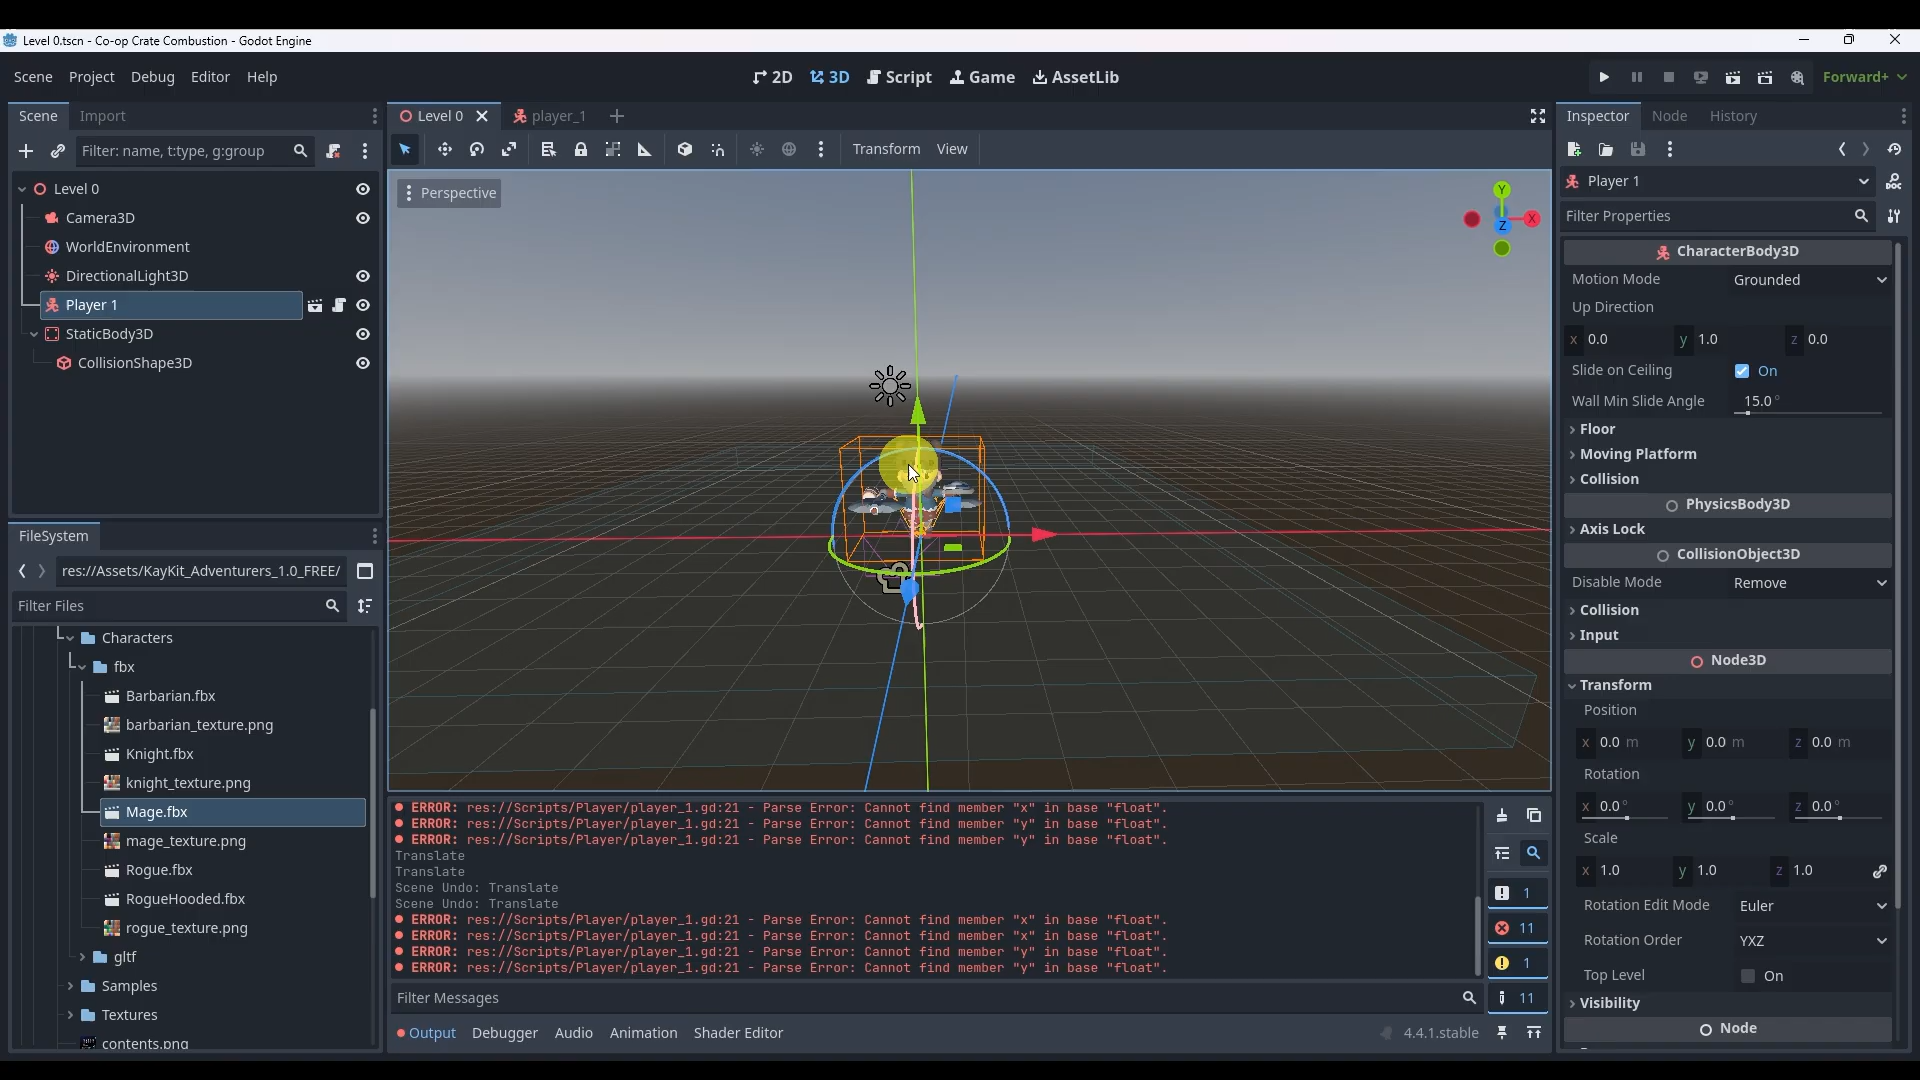 Level 0.tscn - Co-op Crate Combustion - Godot Engine
Scene Project Debug Editor Help
2D 3D Script Game AssetLib
Forward+
Scene Import
Filter: name, t:type, g:group
Level 0
Camera3D
WorldEnvironment
DirectionalLight3D
Player 1
StaticBody3D
CollisionShape3D
FileSystem
res://Assets/KayKit_Adventurers_1.0_FREE/
Filter Files
Characters
fbx
Barbarian.fbx
barbarian_texture.png
Knight.fbx
knight_texture.png
Mage.fbx
mage_texture.png
Rogue.fbx
RogueHooded.fbx
rogue_texture.png
gltf
Samples
Textures
contents.png
Level 0 player_1
Transform View
Perspective
Y
X
Z
ERROR: res://Scripts/Player/player_1.gd:21 - Parse Error: Cannot find member "x" in base "float".
ERROR: res://Scripts/Player/player_1.gd:21 - Parse Error: Cannot find member "y" in base "float".
ERROR: res://Scripts/Player/player_1.gd:21 - Parse Error: Cannot find member "y" in base "float".
Translate
Translate
Scene Undo: Translate
Scene Undo: Translate
ERROR: res://Scripts/Player/player_1.gd:21 - Parse Error: Cannot find member "x" in base "float".
ERROR: res://Scripts/Player/player_1.gd:21 - Parse Error: Cannot find member "x" in base "float".
ERROR: res://Scripts/Player/player_1.gd:21 - Parse Error: Cannot find member "y" in base "float".
ERROR: res://Scripts/Player/player_1.gd:21 - Parse Error: Cannot find member "y" in base "float".
1
11
1
11
Filter Messages
Output Debugger Audio Animation Shader Editor
4.4.1.stable
Inspector Node History
Player 1
Filter Properties
CharacterBody3D
Motion Mode Grounded
Up Direction
x 0.0 y 1.0 z 0.0
Slide on Ceiling On
Wall Min Slide Angle 15.0 °
Floor
Moving Platform
Collision
PhysicsBody3D
Axis Lock
CollisionObject3D
Disable Mode Remove
Collision
Input
Node3D
Transform
Position
x 0.0 m y 0.0 m z 0.0 m
Rotation
x 0.0 ° y 0.0 ° z 0.0 °
Scale
x 1.0 y 1.0 z 1.0
Rotation Edit Mode Euler
Rotation Order YXZ
Top Level On
Visibility
Node